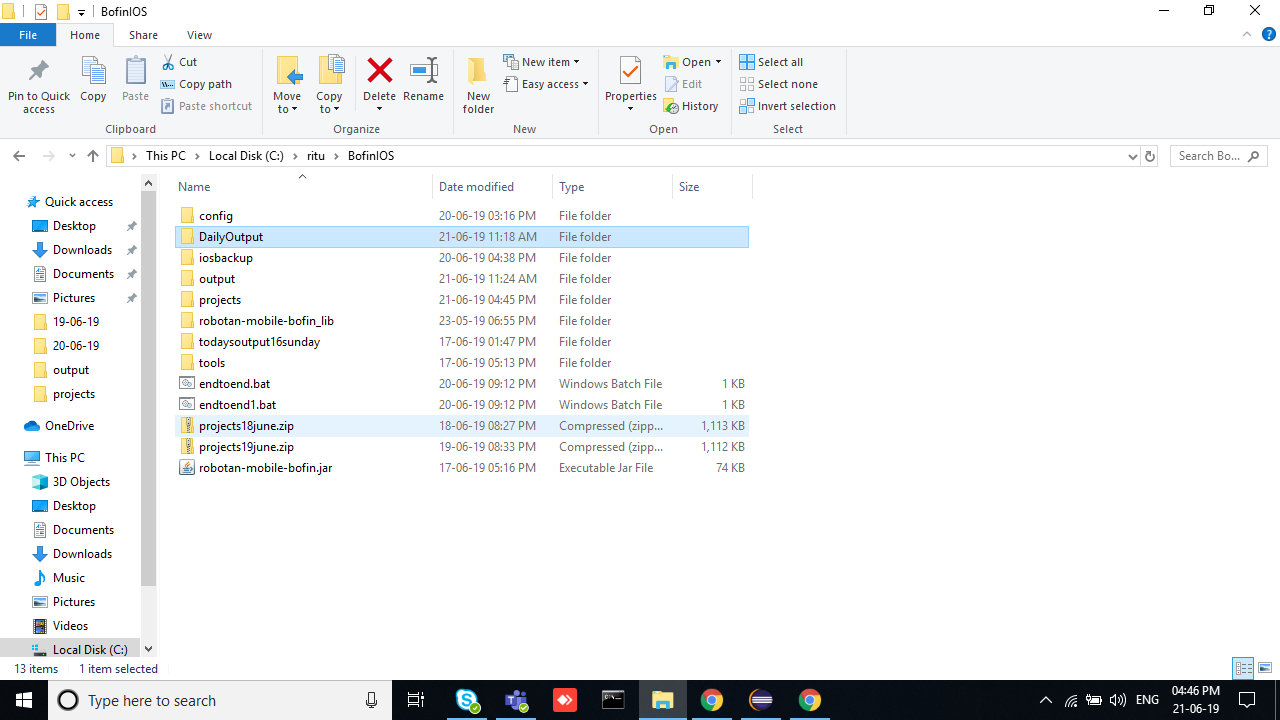 BofinIOS
File Home Share View
Pin to Quick access
Copy
Paste
Cut
Copy path
Paste shortcut
Clipboard
Move to
Copy to
Delete
Rename
Organize
New folder
New item
Easy access
New
Properties
Open
Edit
History
Open
Select all
Select none
Invert selection
Select
This PC Local Disk (C:) ritu BofinIOS
Search Bo...
Quick access
Desktop
Downloads
Documents
Pictures
19-06-19
20-06-19
output
projects
OneDrive
This PC
3D Objects
Desktop
Documents
Downloads
Music
Pictures
Videos
Local Disk (C:)
Name Date modified Type Size
config 20-06-19 03:16 PM File folder
DailyOutput 21-06-19 11:18 AM File folder
iosbackup 20-06-19 04:38 PM File folder
output 21-06-19 11:24 AM File folder
projects 21-06-19 04:45 PM File folder
robotan-mobile-bofin_lib 23-05-19 06:55 PM File folder
todaysoutput16sunday 17-06-19 01:47 PM File folder
tools 17-06-19 05:13 PM File folder
endtoend.bat 20-06-19 09:12 PM Windows Batch File 1 KB
endtoend1.bat 20-06-19 09:12 PM Windows Batch File 1 KB
projects18june.zip 18-06-19 08:27 PM Compressed (zipp... 1,113 KB
projects19june.zip 19-06-19 08:33 PM Compressed (zipp... 1,112 KB
robotan-mobile-bofin.jar 17-06-19 05:16 PM Executable Jar File 74 KB
13 items 1 item selected
Type here to search
ENG
04:46 PM
21-06-19